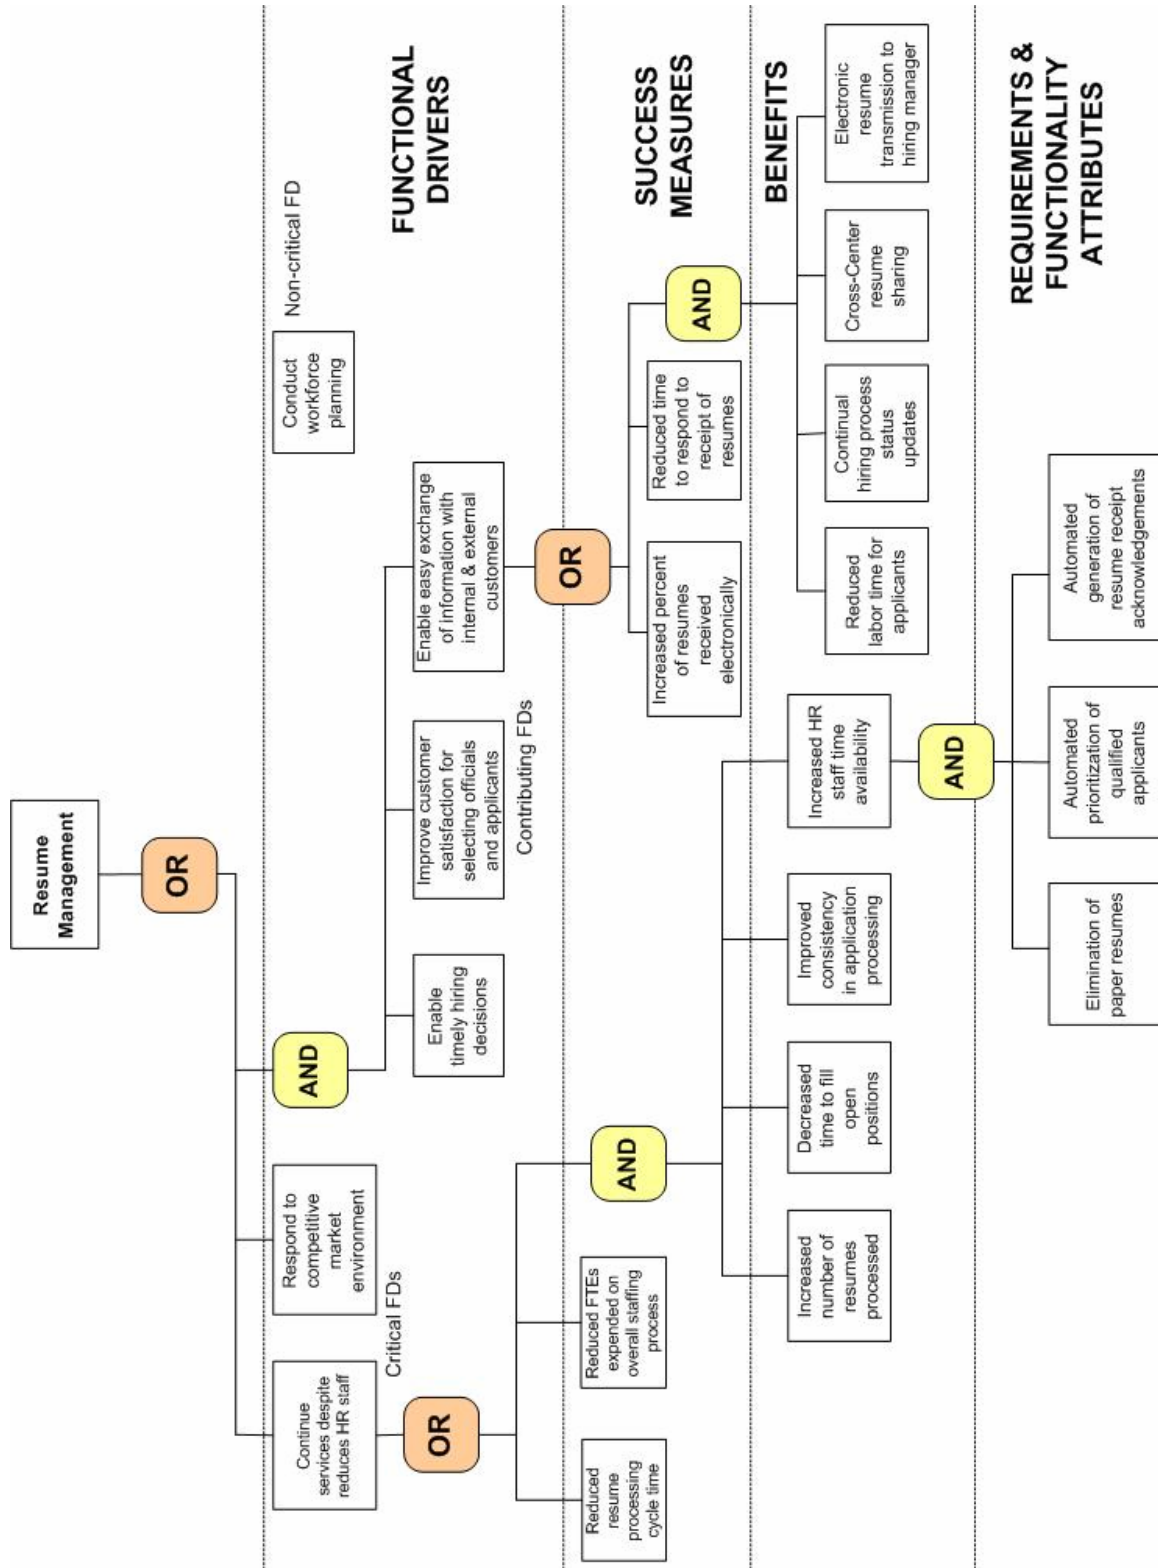 Resume
Management
OR
Non-critical FD
FUNCTIONAL
DRIVERS
Continue
services despite
reduces HR staff
Respond to
competitive
market
environment
AND
Conduct
workforce
planning
Critical FDs
Enable
timely hiring
decisions
Improve customer
satisfaction for
selecting officials
and applicants
Enable easy exchange
of information with
internal & external
customers
Contributing FDs
OR
OR
SUCCESS
MEASURES
Reduced
resume
processing
cycle time
Reduced FTEs
expended on
overall staffing
process
AND
Increased percent
of resumes
received
electronically
Reduced time
to respond to
receipt of
resumes
AND
BENEFITS
Increased
number of
resumes
processed
Decreased
time to fill
open
positions
Improved
consistency
in application
processing
Increased HR
staff time
availability
Reduced
labor time for
applicants
Continual
hiring process
status
updates
Cross-Center
resume
sharing
Electronic
resume
transmission to
hiring manager
AND
REQUIREMENTS &
FUNCTIONALITY
ATTRIBUTES
Elimination of
paper resumes
Automated
prioritization of
qualified
applicants
Automated
generation of
resume receipt
acknowledgements